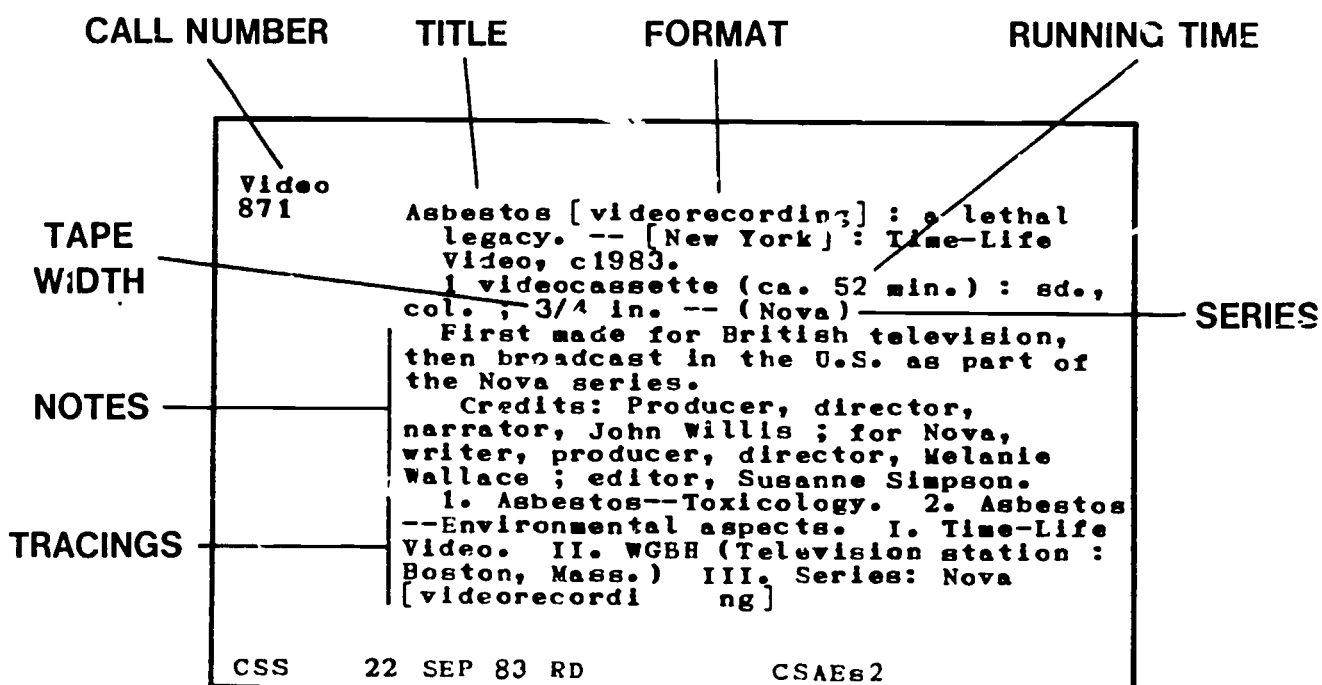 CALL NUMBER TITLE FORMAT RUNNING TIME
Video
871
Asbestos [videorecording] : a lethal
legacy. -- [New York] : Time-Life
Video, c1983.
1 videocassette (ca. 52 min.) : sd.,
col. ; 3/4 in. -- (Nova)
First made for British television,
then broadcast in the U.S. as part of
the Nova series.
Credits: Producer, director,
narrator, John Willis ; for Nova,
writer, producer, director, Melanie
Wallace ; editor, Susanne Simpson.
1. Asbestos--Toxicology. 2. Asbestos
--Environmental aspects. I. Time-Life
Video. II. WGBH (Television station :
Boston, Mass.) III. Series: Nova
[videorecordi ng]
TAPE
WIDTH
SERIES
NOTES
TRACINGS
CSS 22 SEP 83 RD CSAEs2